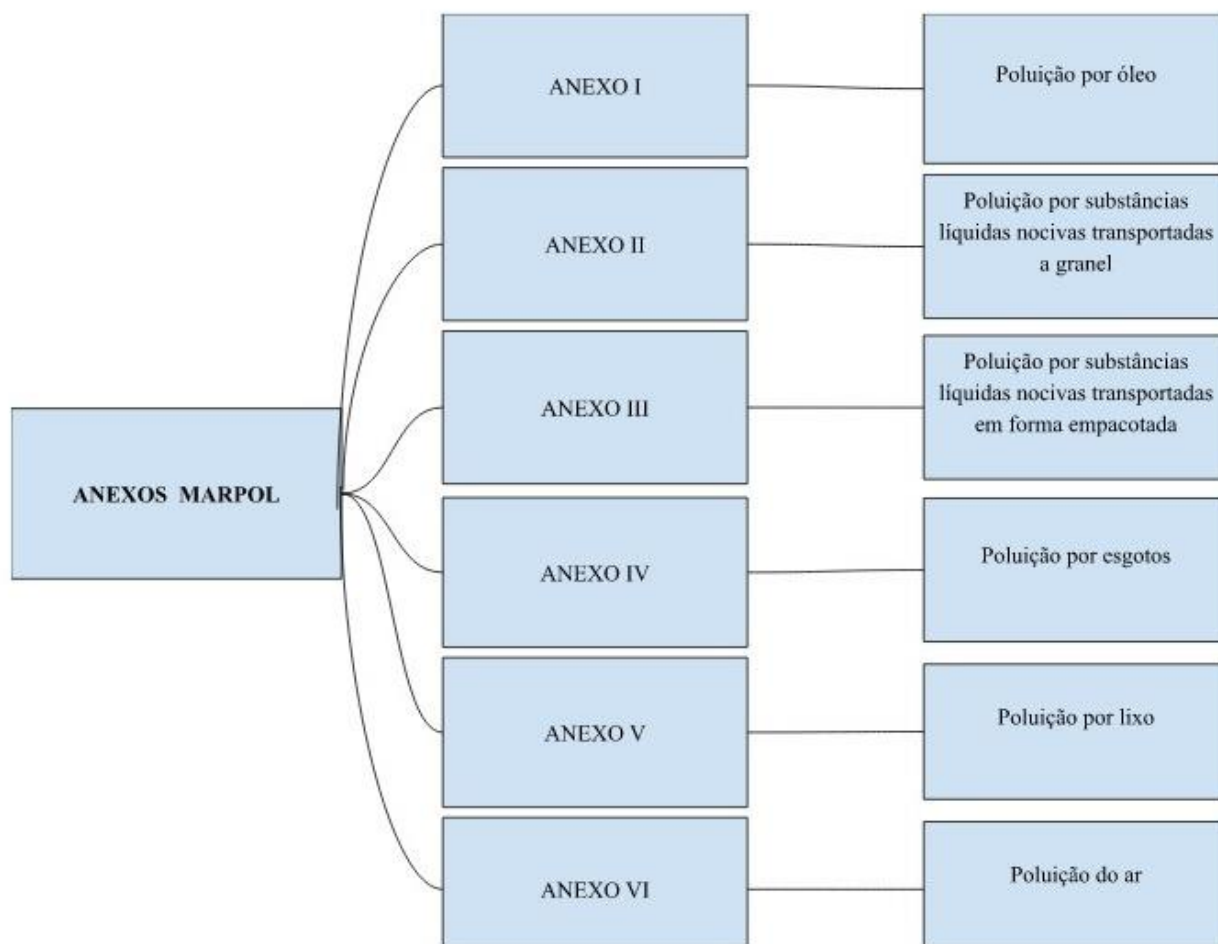 ANEXO I
Poluição por óleo
ANEXO II
Poluição por substâncias
líquidas nocivas transportadas
a granel
ANEXO III
Poluição por substâncias
líquidas nocivas transportadas
em forma empacotada
ANEXOS  MARPOL
ANEXO IV
Poluição por esgotos
ANEXO V
Poluição por lixo
ANEXO VI
Poluição do ar